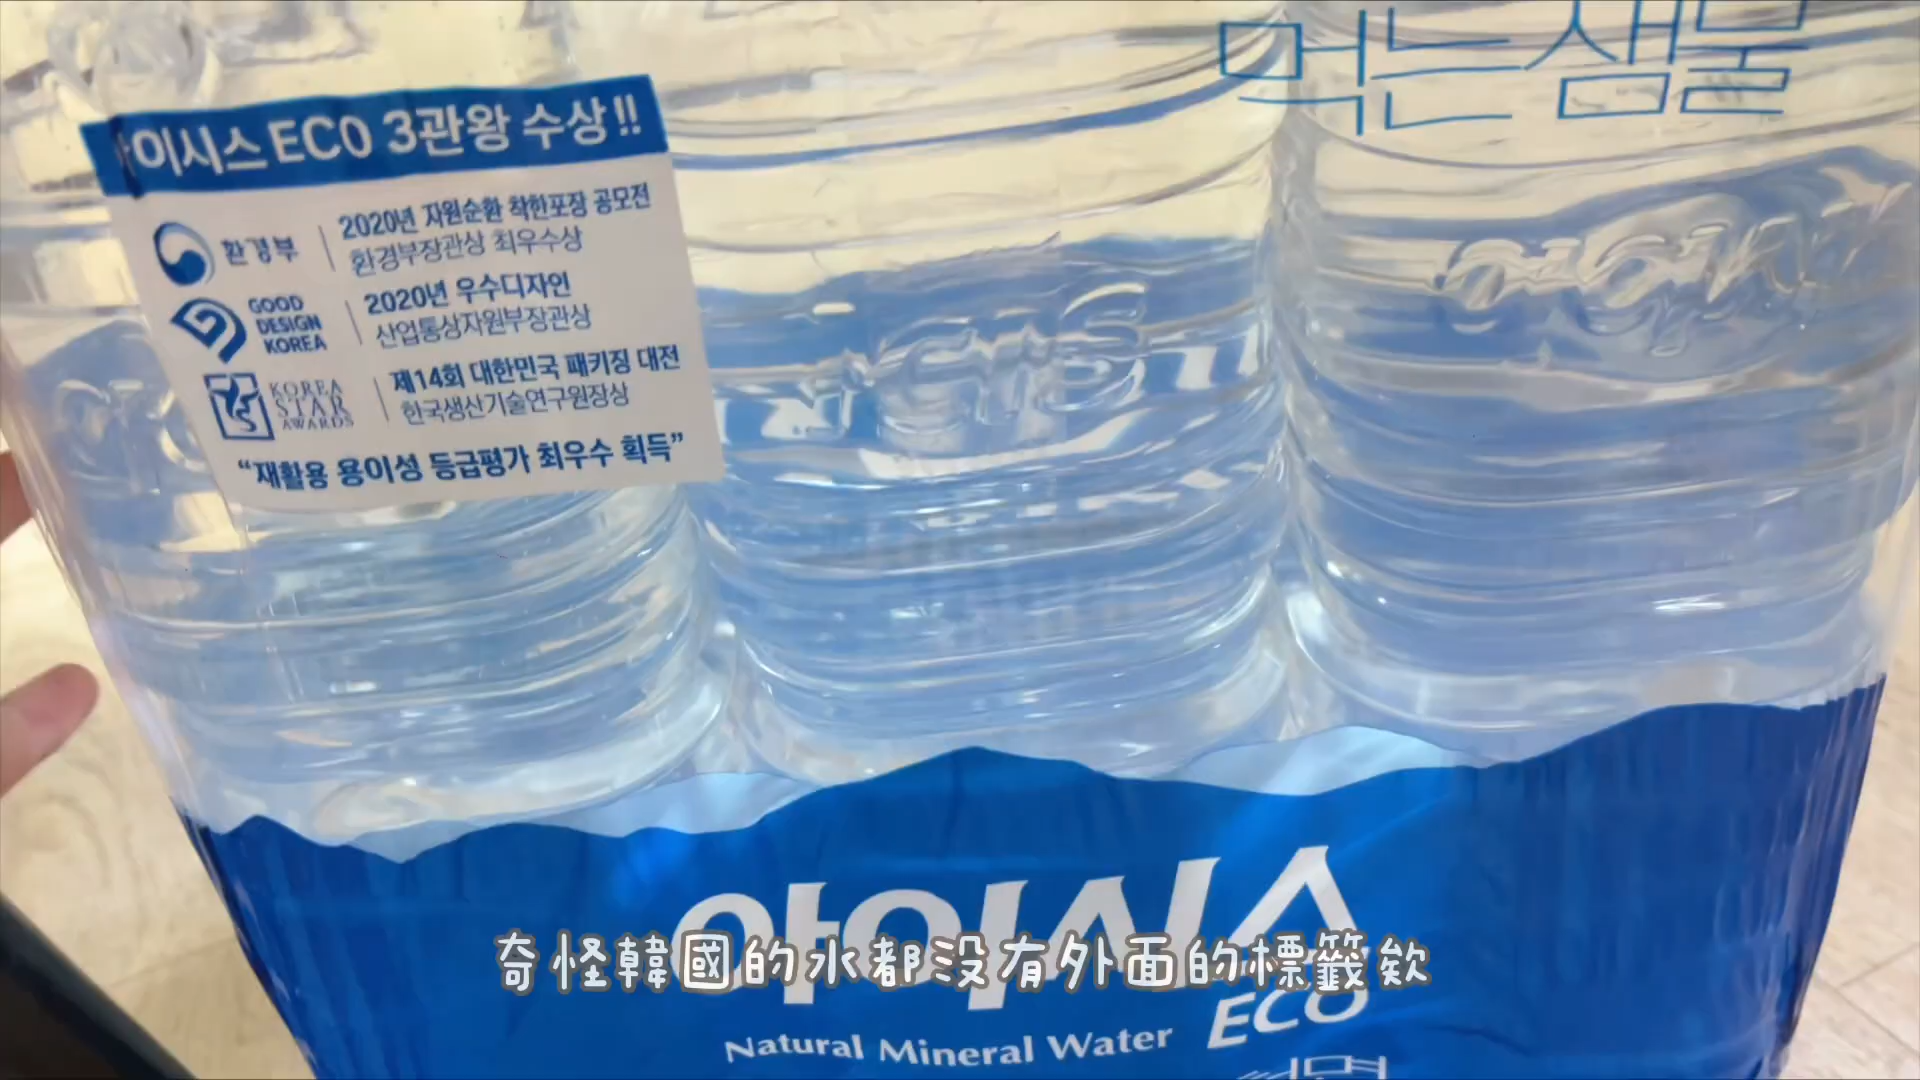 먹는샘물
아이시스 ECO 3관왕 수상!!
환경부
2020년 자원순환 착한포장 공모전
환경부장관상 최우수상
GOOD
DESIGN
KOREA
2020년 우수디자인
산업통상자원부장관상
KOREA
STAR
AWARDS
제14회 대한민국 패키징 대전
한국생산기술연구원장상
“재활용 용이성 등급평가 최우수 획득”
아이시스
奇怪韓國的水都沒有外面的標籤欸
ECO
Natural Mineral Water